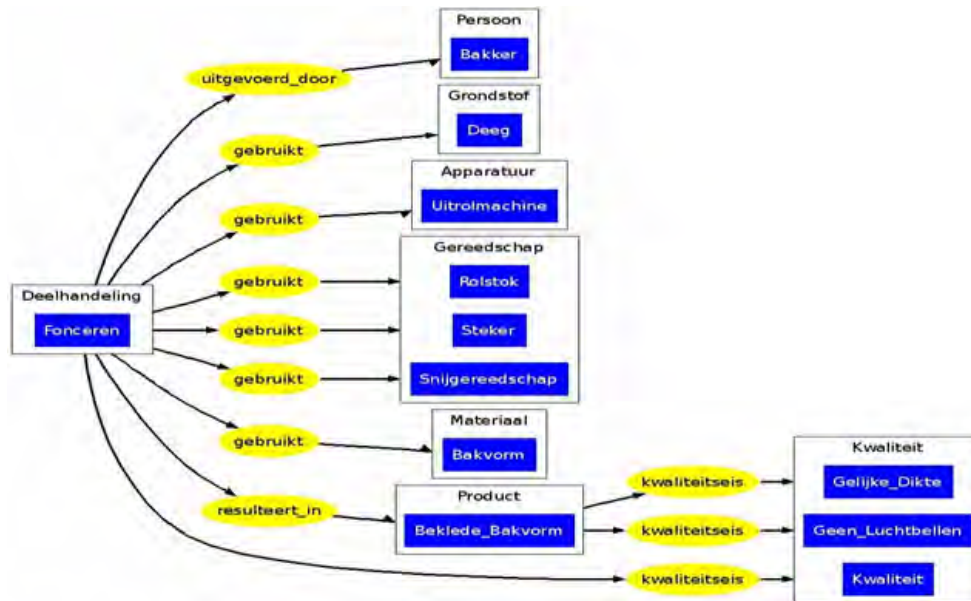 Persoon
Bakker
uitgevoerd_door
Grondstof
Deeg
gebruikt
Apparatuur
Uitrolmachine
gebruikt
Gereedschap
Rolstok
gebruikt
Deelhandeling
Fonceren
gebruikt
Steker
gebruikt
Snijgereedschap
Materiaal
Bakvorm
gebruikt
Kwaliteit
Gelijke_Dikte
kwaliteitseis
Product
resulteert_in
Beklede_Bakvorm
kwaliteitseis
Geen_Luchtbellen
kwaliteitseis
Kwaliteit